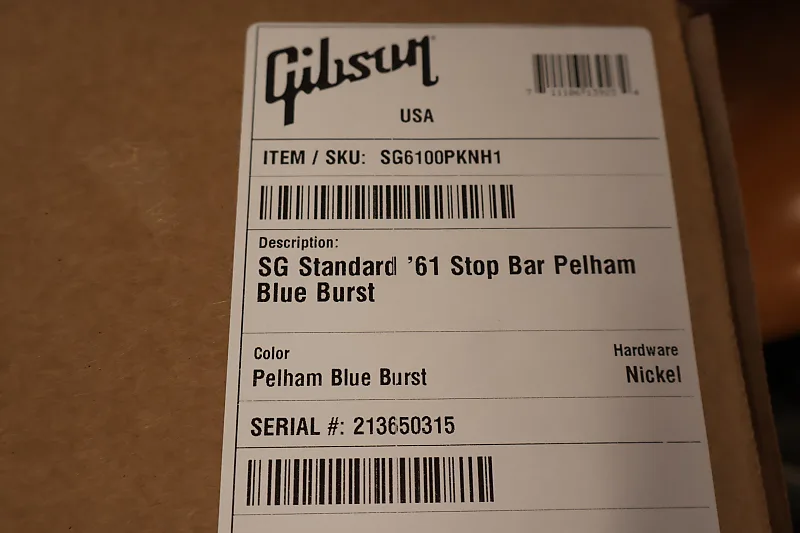 Gibson
USA
ITEM / SKU: SG6100PKNH1
Description:
SG Standard '61 Stop Bar Pelham
Blue Burst
Color
Hardware
Pelham Blue Burst
Nickel
SERIAL #: 213650315